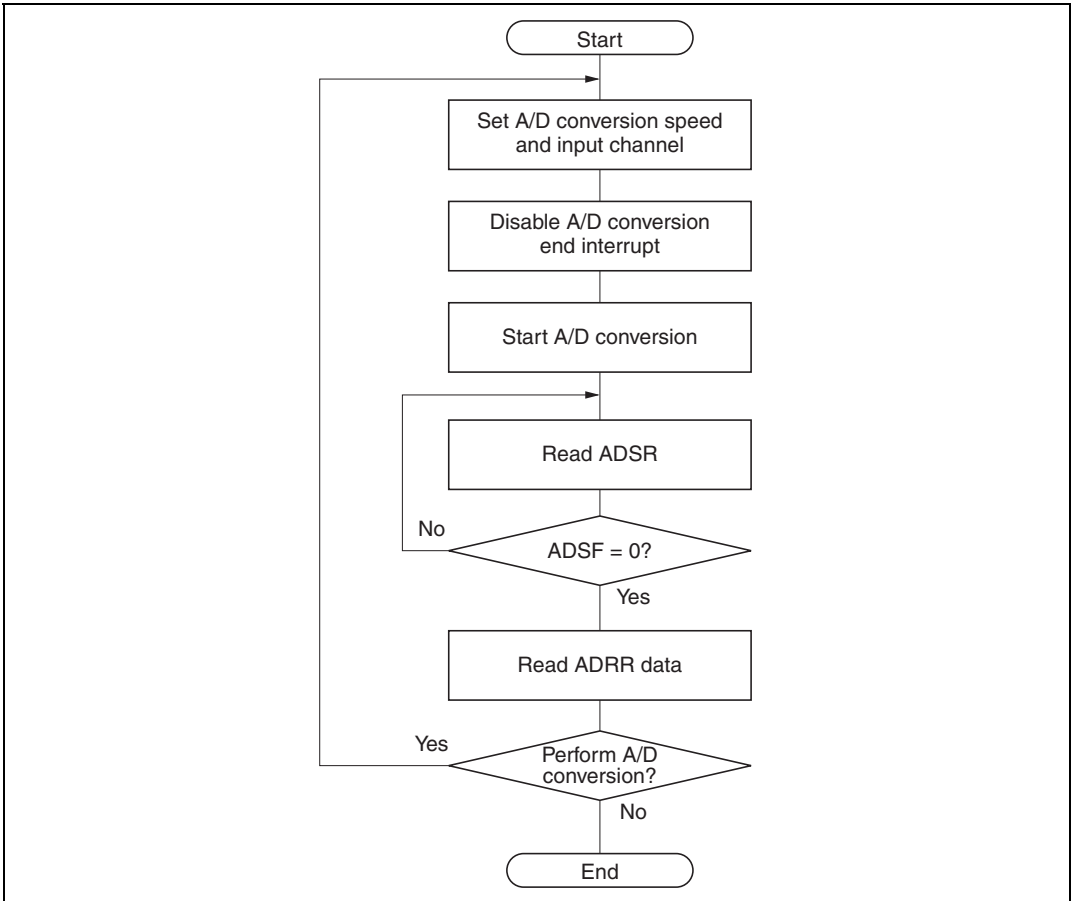 Start
Set A/D conversion speed
and input channel
Disable A/D conversion
end interrupt
Start A/D conversion
Read ADSR
No
ADSF = 0?
Yes
Read ADRR data
Yes
Perform A/D
conversion?
No
End